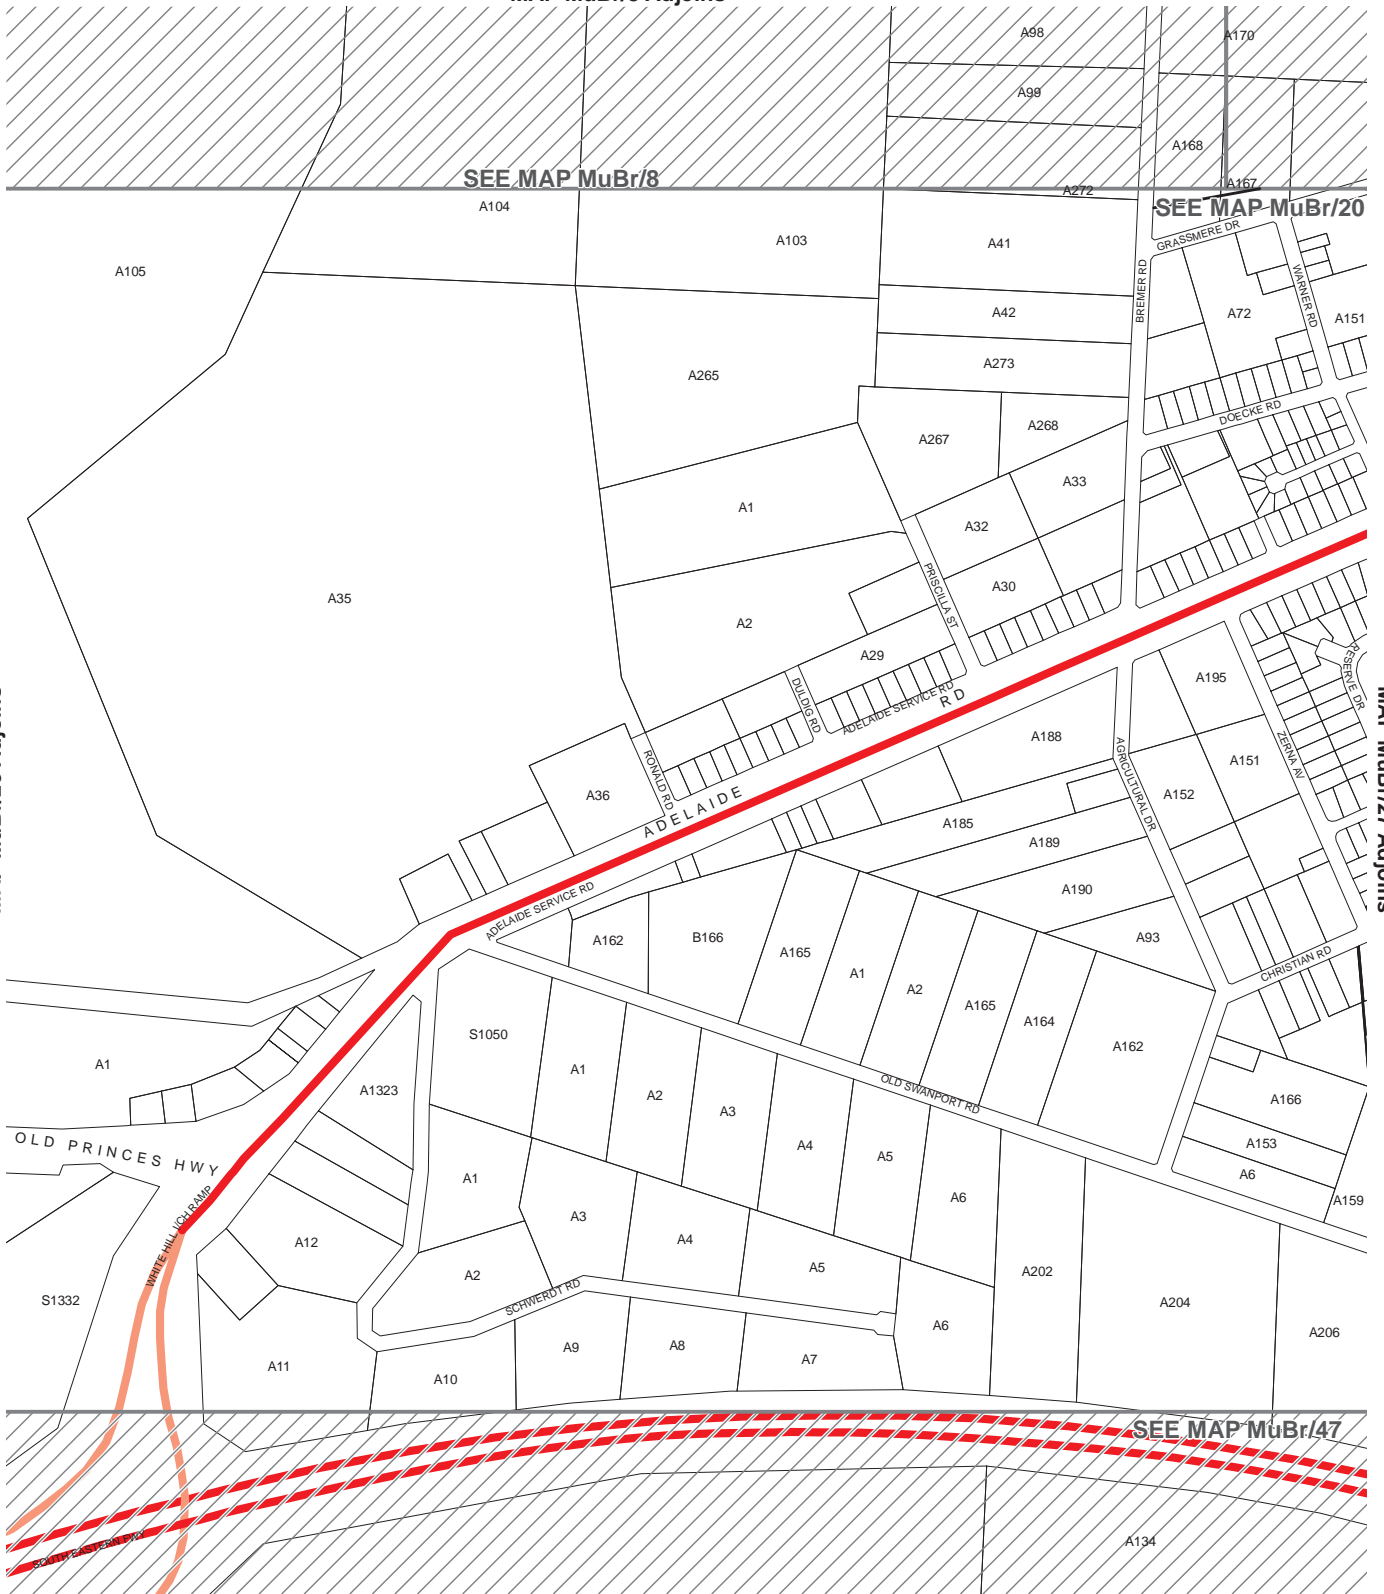 A98
A170
A99
A168
SEE MAP MuBr/8
A167
A272
A104
SEE MAP MuBr/20
GRASSMERE DR
A103
A41
A105
BREMER RD
WARNER RD
A42
A72
A151
A273
A265
DOECKE RD
A267
A268
A33
A1
A32
PRISCILLA ST
A30
A35
A2
A29
RESERVE DR
DULDIG RD
ADELAIDE SERVICE RD
A195
ADELAIDE RD
A188
ZERNA AV
A151
AGRICULTURAL DR
RONALD RD
A36
A152
A185
A189
MAP MuBr/21 Adjoins
A190
ADELAIDE SERVICE RD
A162
B166
A165
A93
CHRISTIAN RD
A1
A2
A165
A164
A162
S1050
A1
A1
A1323
A2
A3
OLD SWANPORT RD
A166
A4
A5
A153
A6
OLD PRINCES HWY
A1
A6
A159
WHITE HILL I/CH RAMP
A3
A4
A12
A2
A5
A202
A204
S1332
SCHWERDT RD
A6
A206
A9
A8
A7
A11
A10
SEE MAP MuBr/47
SOUTH EASTERN FWY
A134